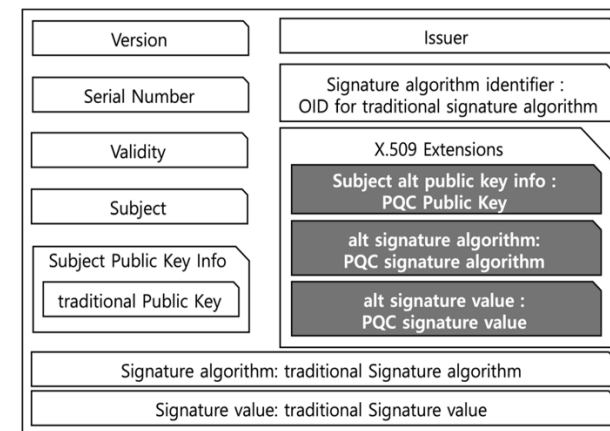 Version
Issuer
Serial Number
Signature algorithm identifier :
OID for traditional signature algorithm
Validity
Subject
Subject Public Key Info
traditional Public Key
X.509 Extensions
Subject alt public key info :
PQC Public Key
alt signature algorithm:
PQC signature algorithm
alt signature value :
PQC signature value
Signature algorithm: traditional Signature algorithm
Signature value: traditional Signature value